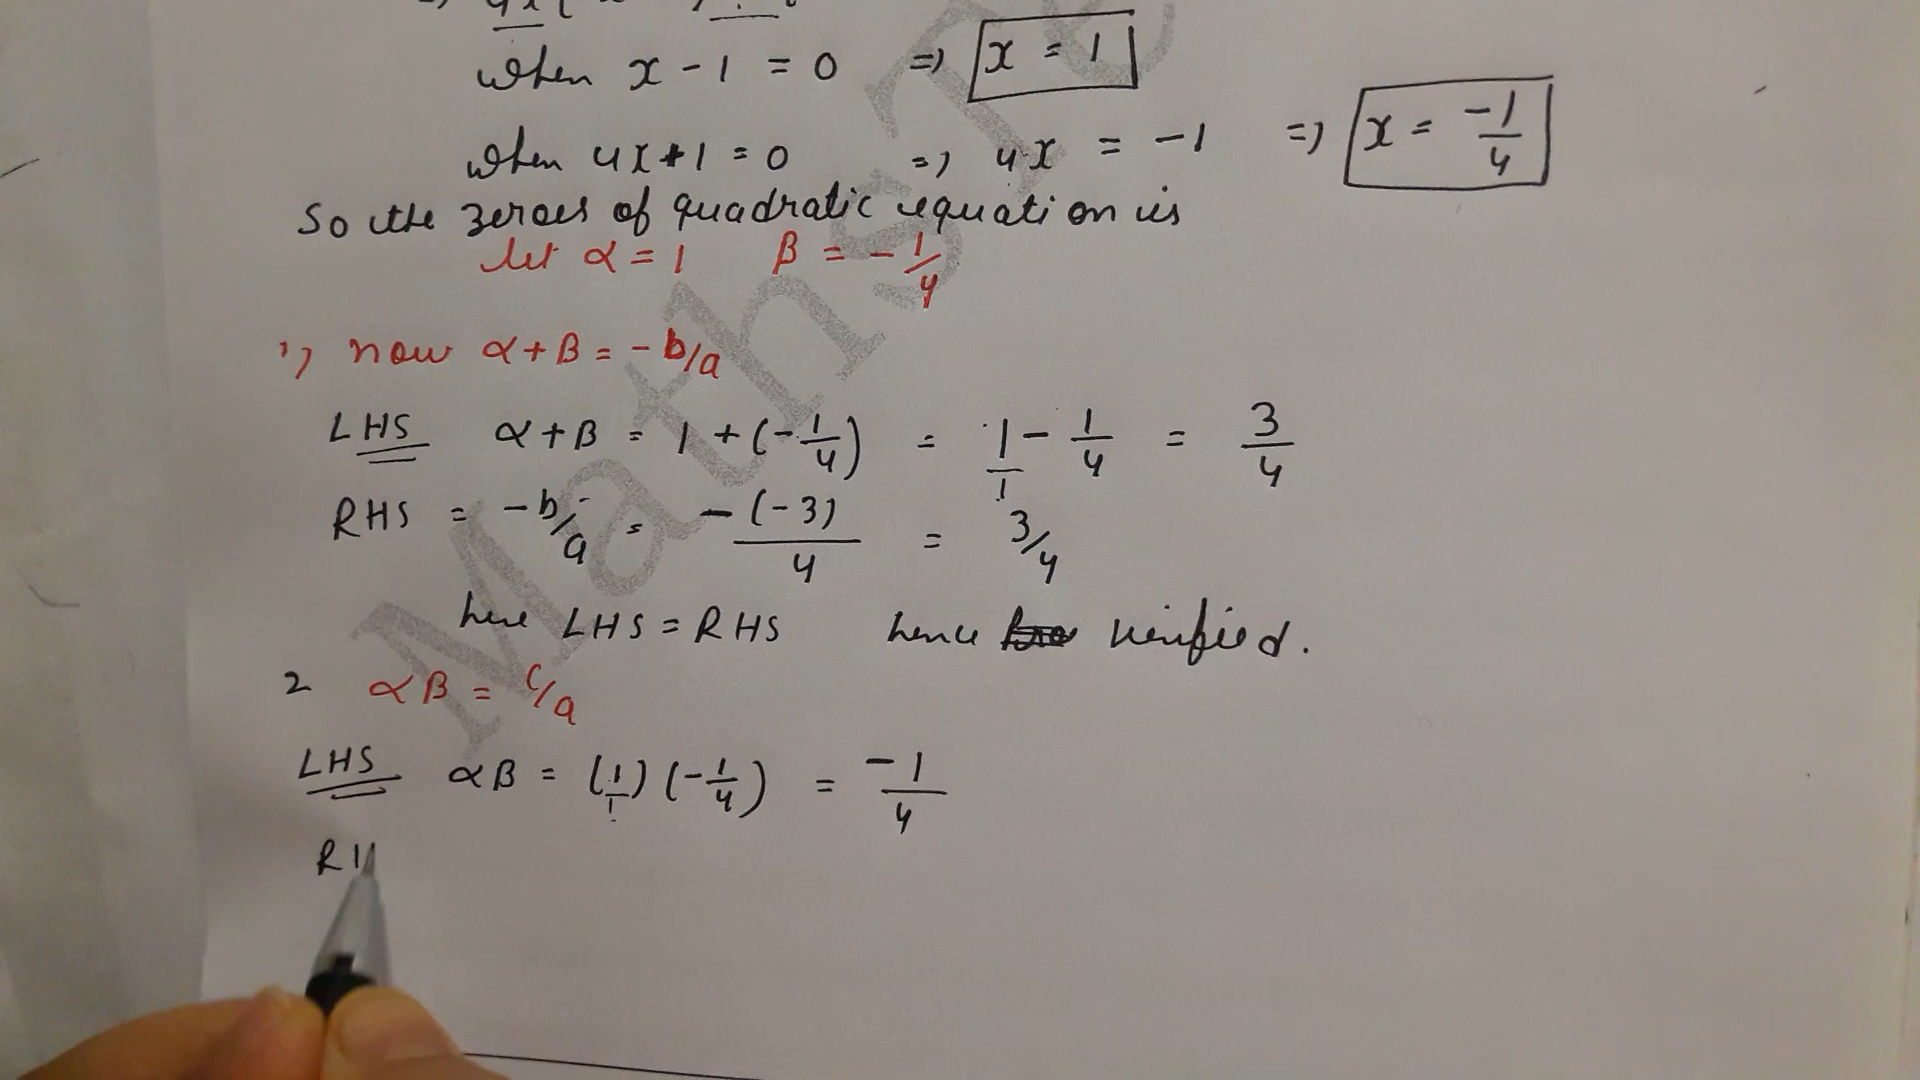 when x - 1 = 0 => x = 1
when 4x + 1 = 0 => 4x = -1 => x = -1/4
So the zeroes of quadratic equation is
let α = 1 β = -1/4
1) now α + β = -b/a
LHS α + β = 1 + (-1/4) = 1/1 - 1/4 = 3/4
RHS = -b/a = -(-3)/4 = 3/4
here LHS = RHS hence verified.
2 αβ = c/a
LHS αβ = (1/1)(-1/4) = -1/4
RH
Maths